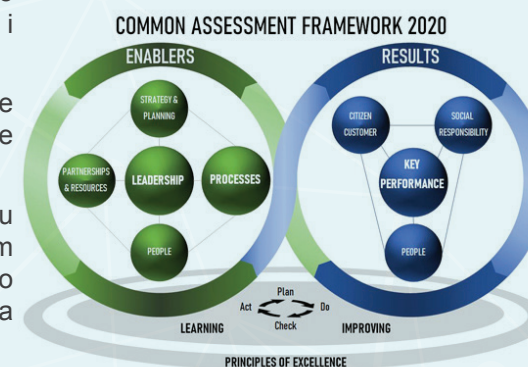 i
e
e
u
m
o
a
COMMON ASSESSMENT FRAMEWORK 2020
ENABLERS
RESULTS
STRATEGY &
PLANNING
PARTNERSHIPS
& RESOURCES
LEADERSHIP
PROCESSES
PEOPLE
CITIZEN
CUSTOMER
SOCIAL
RESPONSIBILITY
KEY
PERFORMANCE
PEOPLE
Plan
Act
Do
Check
LEARNING
IMPROVING
PRINCIPLES OF EXCELLENCE